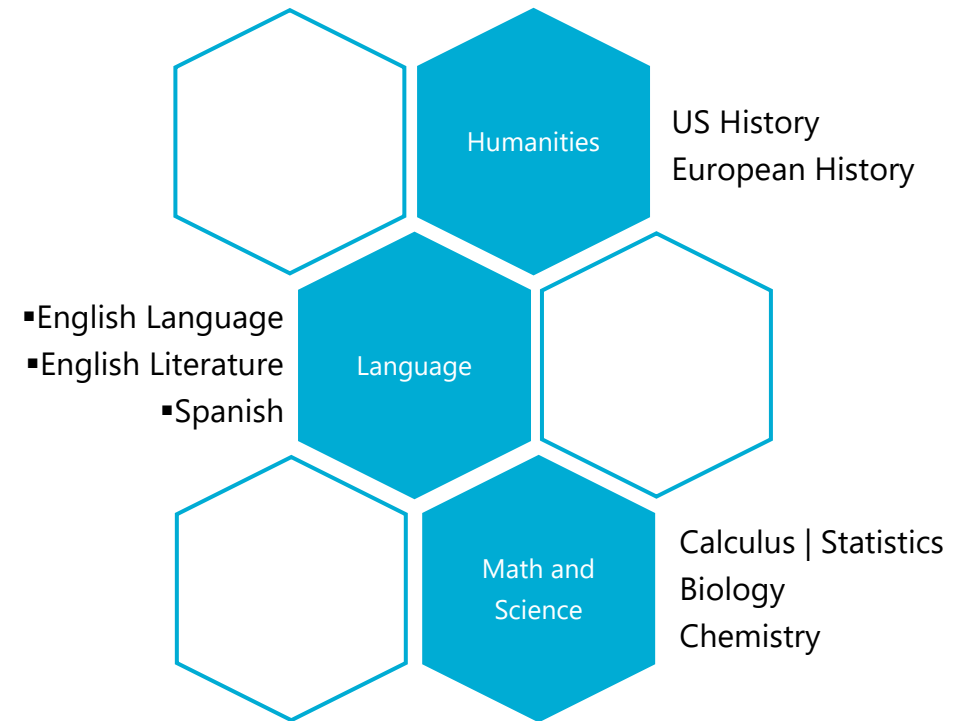 Humanities
US History
European History
▪English Language
▪English Literature
▪Spanish
Language
Math and
Science
Calculus | Statistics
Biology
Chemistry